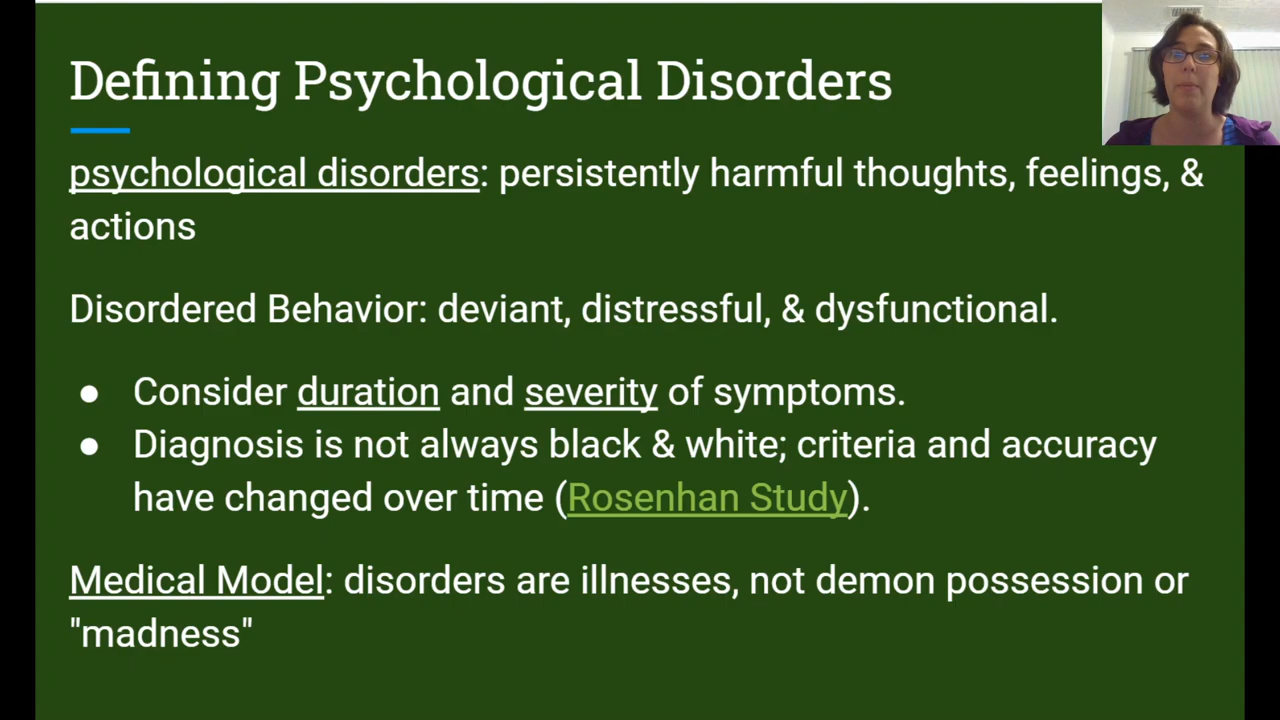 Defining Psychological Disorders
psychological disorders: persistently harmful thoughts, feelings, &
actions
Disordered Behavior: deviant, distressful, & dysfunctional.
● Consider duration and severity of symptoms.
● Diagnosis is not always black & white; criteria and accuracy
have changed over time (Rosenhan Study).
Medical Model: disorders are illnesses, not demon possession or
"madness"